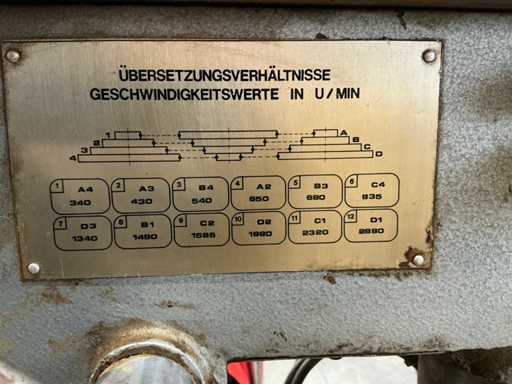 ÜBERSETZUNGSVERHÄLTNISSE
GESCHWINDIGKEITSWERTE IN U/MIN
1 A
2 B
3 C
4 D
1 A4 2 A3 3 B4 4 A2 5 B3 6 C4
340 430 540 650 680 835
7 D3 8 B1 9 C2 10 D2 11 C1 12 D1
1340 1490 1595 1990 2320 2980